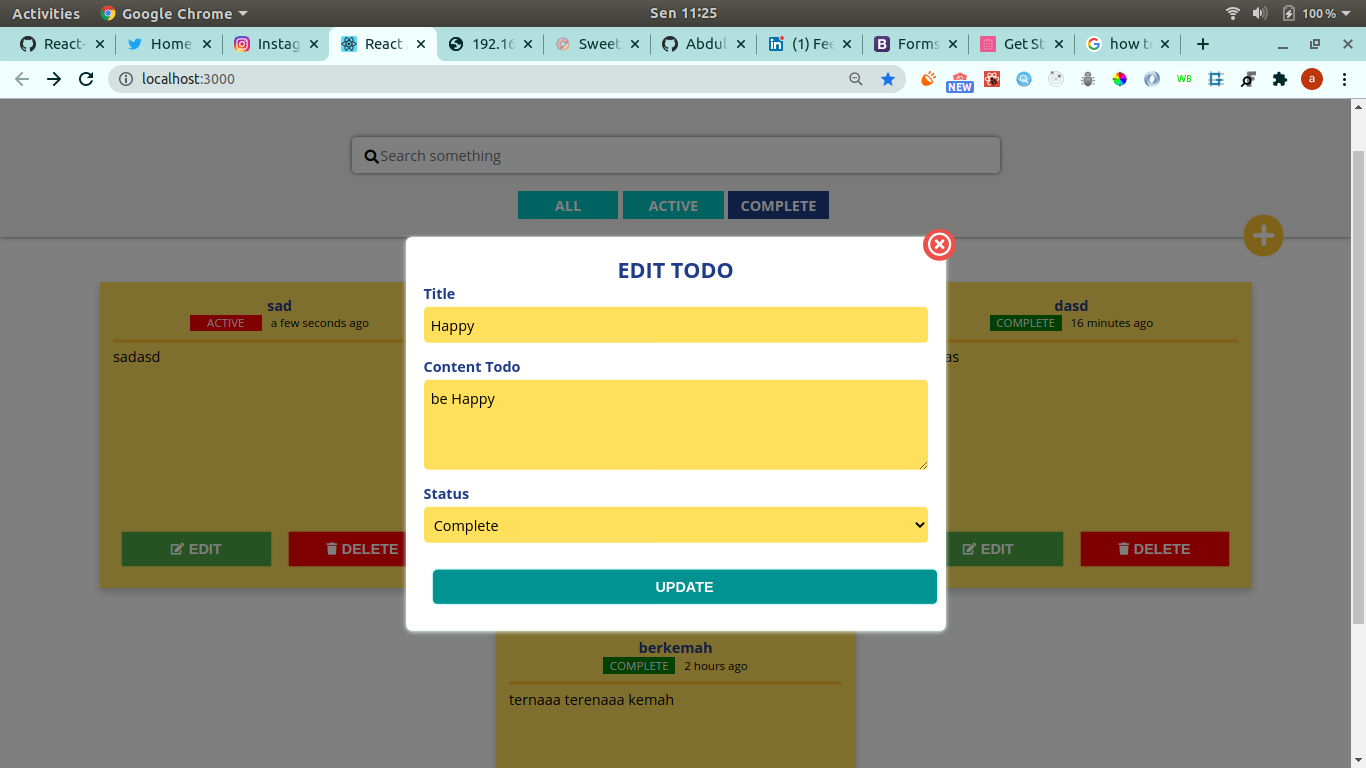 Activities Google Chrome Sen 11:25 100 %
React- Home Instag React 192.16 Sweet Abdul (1) Fee Forms Get St how to
localhost:3000 NEW WB a
Search something
ALL ACTIVE COMPLETE
EDIT TODO
Title
Happy
Content Todo
be Happy
Status
Complete
UPDATE
sad
ACTIVE a few seconds ago
sadasd
EDIT DELETE
dasd
COMPLETE 16 minutes ago
as
EDIT DELETE
berkemah
COMPLETE 2 hours ago
ternaaa terenaaa kemah